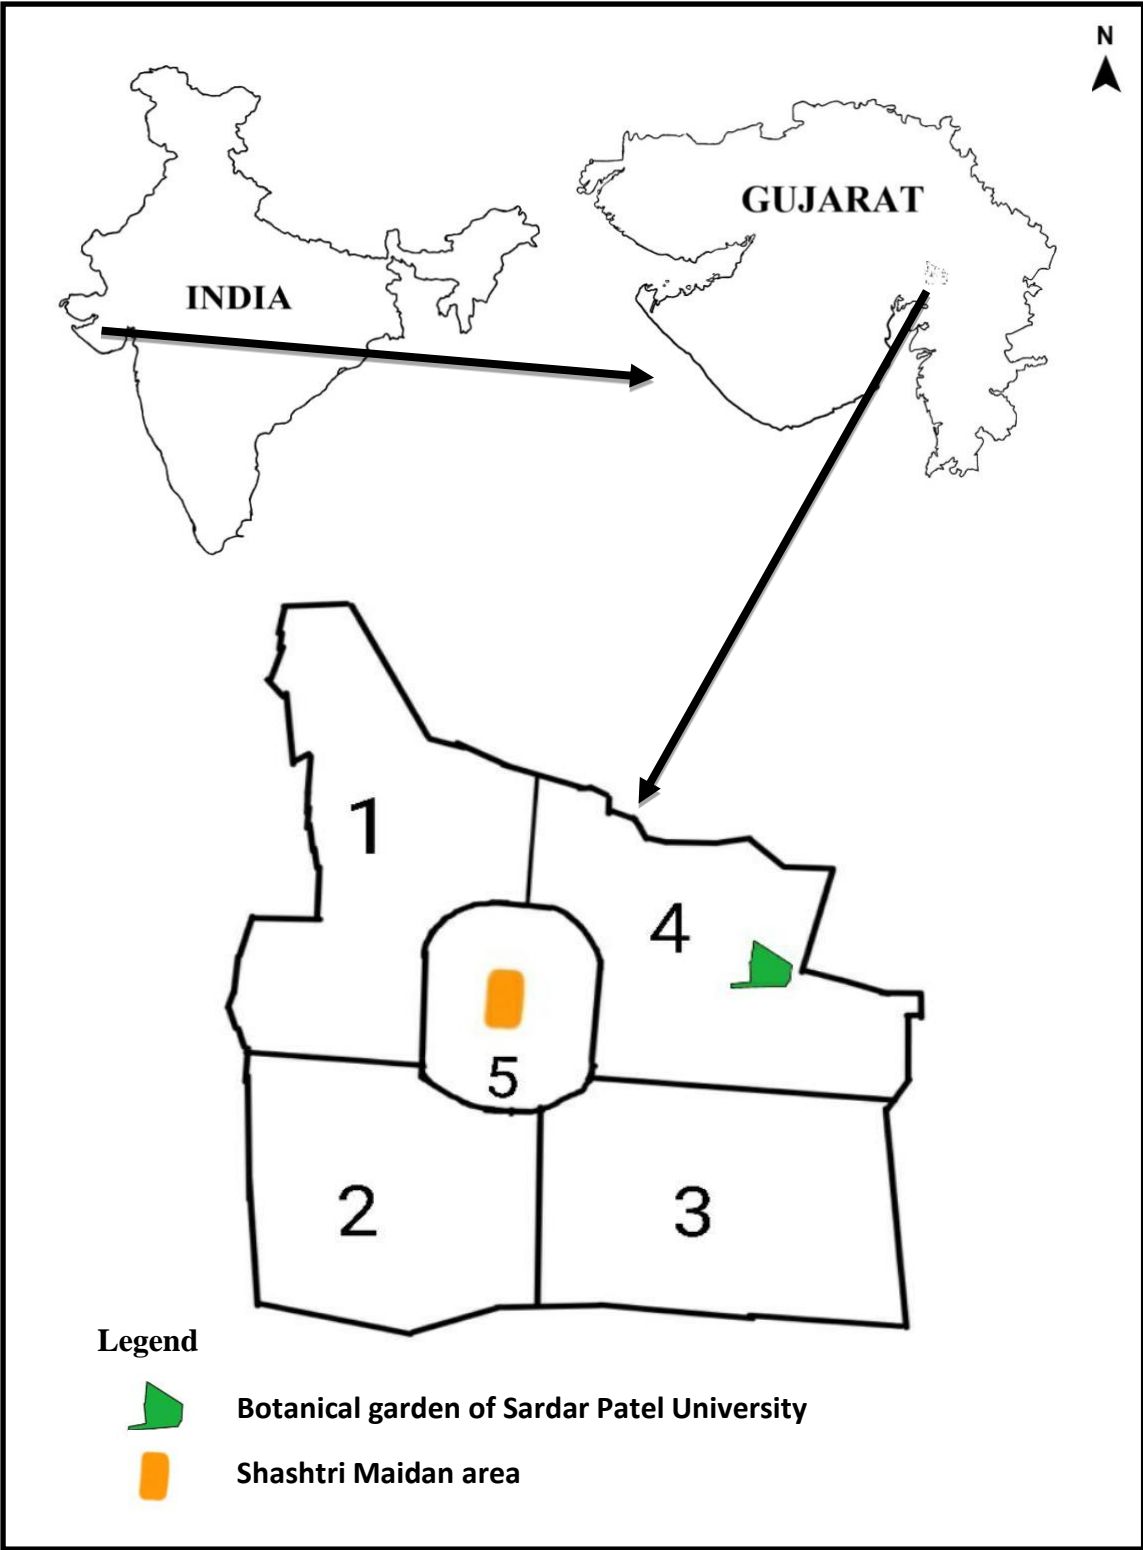 N
GUJARAT
INDIA
1
4
5
2
3
Legend
Botanical garden of Sardar Patel University
Shashtri Maidan area